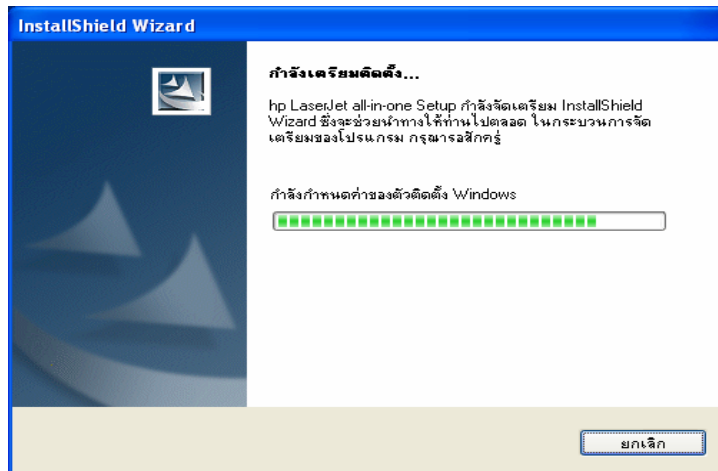 InstallShield Wizard
กำลังเตรียมติดตั้ง...
hp LaserJet all-in-one Setup กำลังจัดเตรียม InstallShield
Wizard ซึ่งจะช่วยนำทางให้ท่านไปตลอด ในกระบวนการจัด
เตรียมของโปรแกรม กรุณารอสักครู่
กำลังกำหนดค่าของตัวติดตั้ง Windows
ยกเลิก